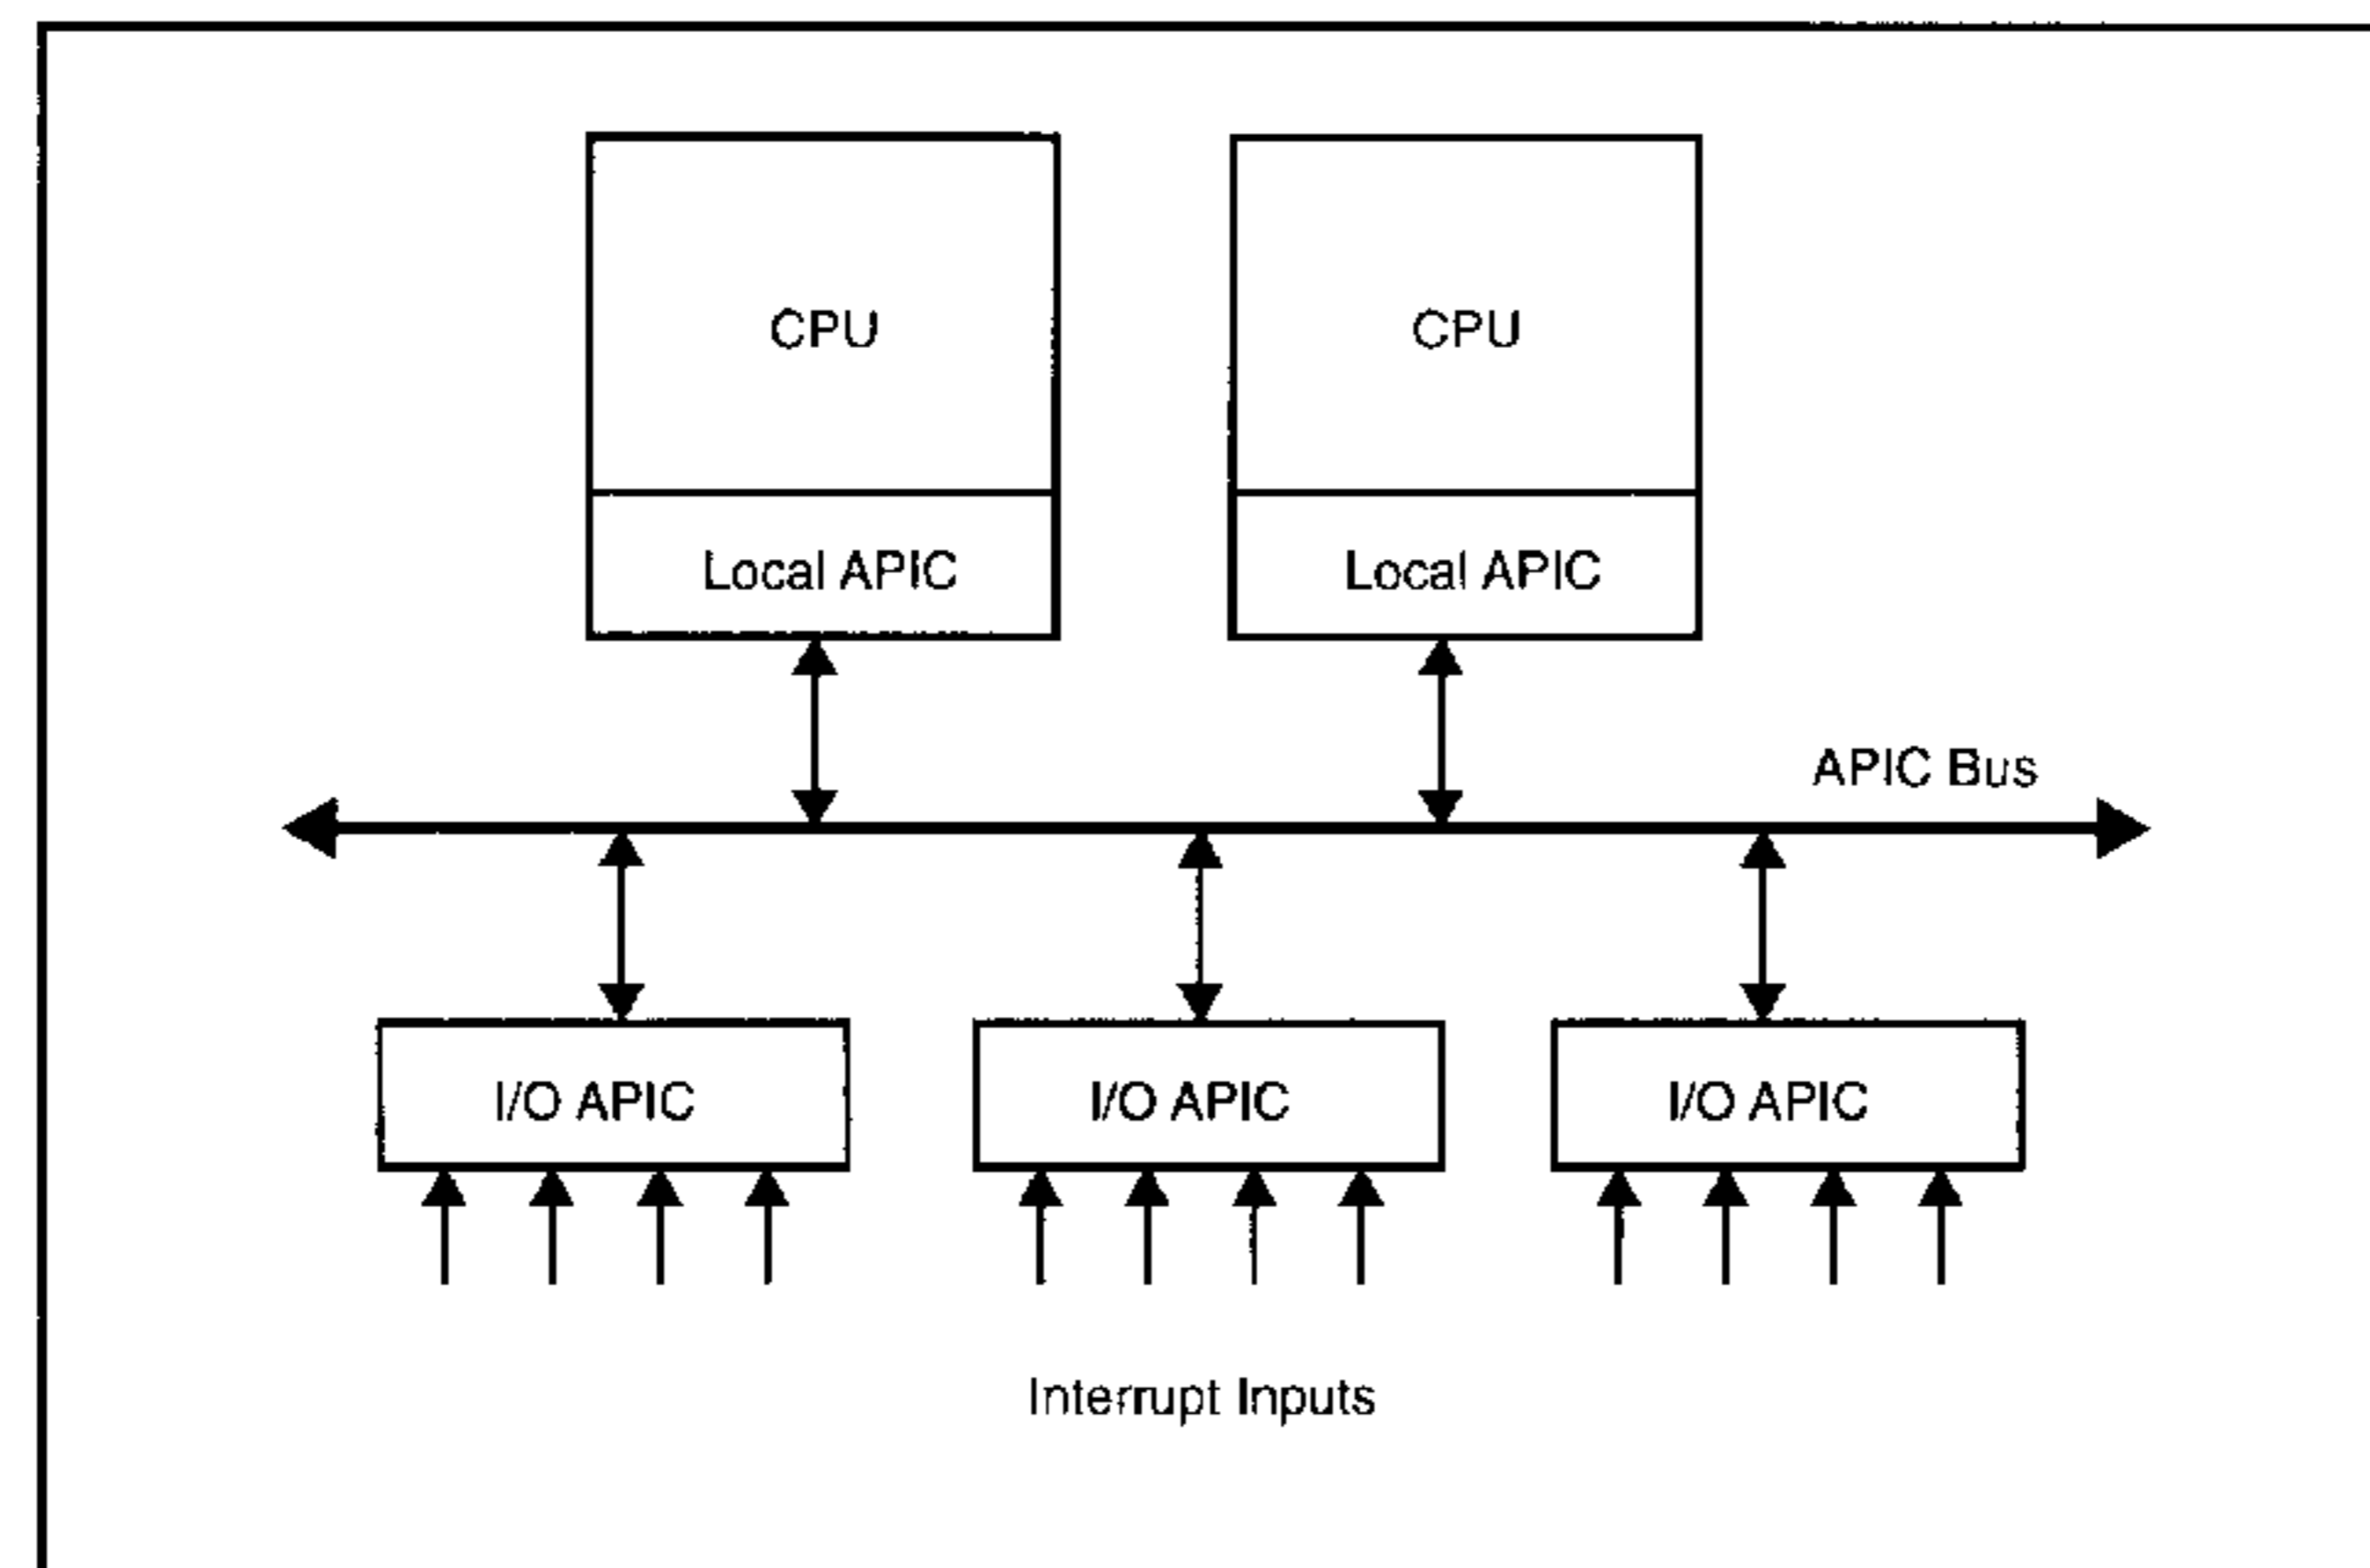 CPU
CPU
Local APIC
Local APIC
APIC Bus
I/O APIC
I/O APIC
I/O APIC
Interrupt Inputs